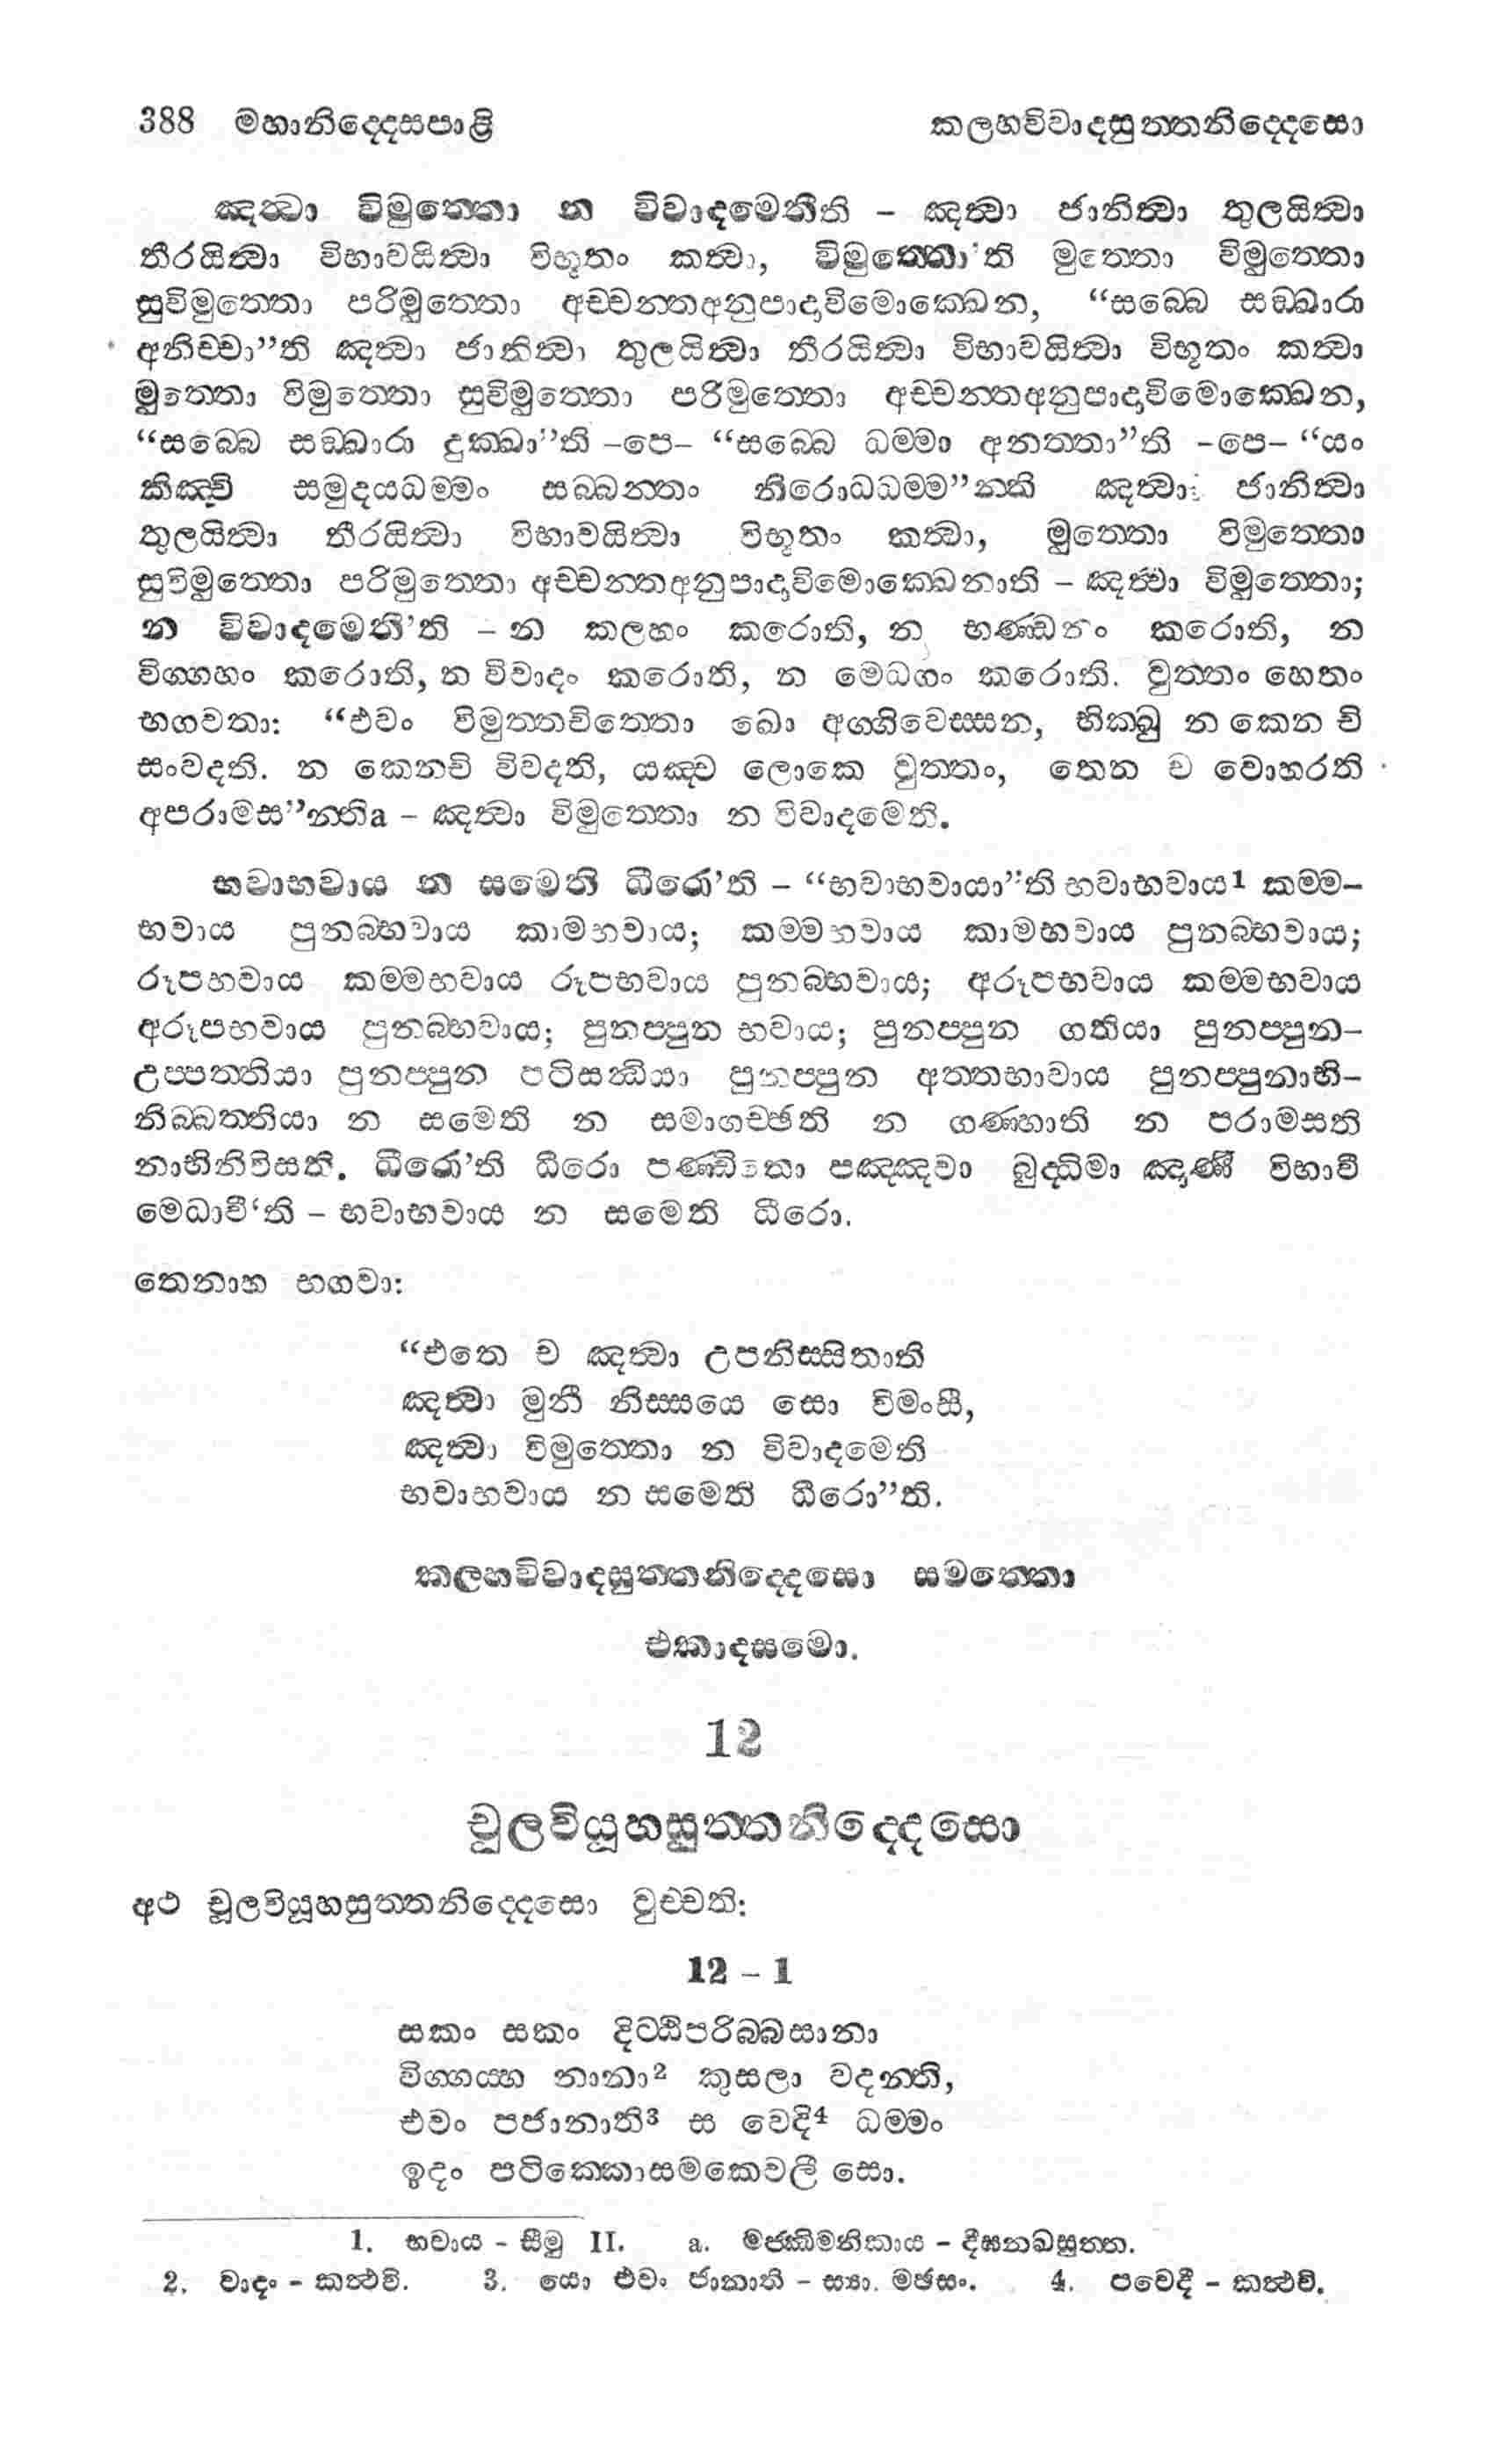 388 මහානිද්දෙසපාළි කලහවිවාදසුත්තනිද්දෙසො
ඤත්වා විමුත්තො න විවාදමෙතීති – ඤත්වා ජානිත්වා තුලයිත්වා
තීරයිත්වා විභාවයිත්වා විභූතං කත්වා, විමුත්තො’ති මුත්තො විමුත්තො
සුවිමුත්තො පරිමුත්තො අච්චන්තඅනුපාදාවිමොක්ඛෙන, “සබ්බෙ සඞ්ඛාරා
අනිච්චා”ති ඤත්වා ජානිත්වා තුලයිත්වා තීරයිත්වා විභාවයිත්වා විභූතං කත්වා
මුත්තො විමුත්තො සුවිමුත්තො පරිමුත්තො අච්චන්තඅනුපාදාවිමොක්ඛෙන,
“සබ්බෙ සඞ්ඛාරා දුක්ඛා”ති –පෙ– “සබ්බෙ ධම්මා අනත්තා”ති –පෙ– “යං
කිඤ්චි සමුදයධම්මං සබ්බන්තං නිරොධධම්ම”න්ති ඤත්වා ජානිත්වා
තුලයිත්වා තීරයිත්වා විභාවයිත්වා විභූතං කත්වා, මුත්තො විමුත්තො
සුවිමුත්තො පරිමුත්තො අච්චන්තඅනුපාදාවිමොක්ඛෙනාති – ඤත්වා විමුත්තො;
න විවාදමෙතී’ති – න කලහං කරොති, න භණ්ඩනං කරොති, න
විග්ගහං කරොති, න විවාදං කරොති, න මෙධගං කරොති. වුත්තං හෙතං
භගවතා: “එවං විමුත්තචිත්තො ඛො අග්ගිවෙස්සන, භික්ඛු න කෙන චි
සංවදති. න කෙනචි විවදති, යඤ්ච ලොකෙ වුත්තං, තෙන ච වොහරති
අපරාමස”න්තිa – ඤත්වා විමුත්තො න විවාදමෙති.
භවාභවාය න සමෙති ධීරො’ති – “භවාභවායා”ති භවාභවාය1 කම්ම–
භවාය පුනබ්භවාය කාමභවාය; කම්මභවාය කාමභවාය පුනබ්භවාය;
රූපභවාය කම්මභවාය රූපභවාය පුනබ්භවාය; අරූපභවාය කම්මභවාය
අරූපභවාය පුනබ්භවාය; පුනප්පුන භවාය; පුනප්පුන ගතියා පුනප්පුන–
උප්පත්තියා පුනප්පුන පටිසන්ධියා පුනප්පුන අත්තභාවාය පුනප්පුනාභි–
නිබ්බත්තියා න සමෙති න සමාගච්ඡති න ගණ්හාති න පරාමසති
නාභිනිවිසති. ධීරො’ති ධීරො පණ්ඩිතො පඤ්ඤවා බුද්ධිමා ඤාණී විභාවී
මෙධාවී‘ති – භවාභවාය න සමෙති ධීරො.
තෙනාහ භගවා:
“එතෙ ච ඤත්වා උපනිස්සිතාති
ඤත්වා මුනී නිස්සයෙ සො විමංසී,
ඤත්වා විමුත්තො න විවාදමෙති
භවාභවාය න සමෙති ධීරො”ති.
කලහවිවාදසුත්තනිද්දෙසො සමත්තො
එකාදසමො.
12
චූලවියූහසුත්තනිද්දෙසො
අථ චූලවියූහසුත්තනිද්දෙසො වුච්චති:
12 – 1
සකං සකං දිට්ඨිපරිබ්බසානා
විග්ගය්හ නානා2 කුසලා වදන්ති,
එවං පජානාති3 ස වෙදි4 ධම්මං
ඉදං පටික්කොසමකෙවලී සො.
1. භවාය – සීමු II. a. මජ්ඣිමනිකාය – දීඝනඛසුත්ත.
2. වාදං – කත්ථචි. 3. යො එවං ජානාති – ස්‍යා. මඡසං. 4. පවෙදී – කත්ථචි.